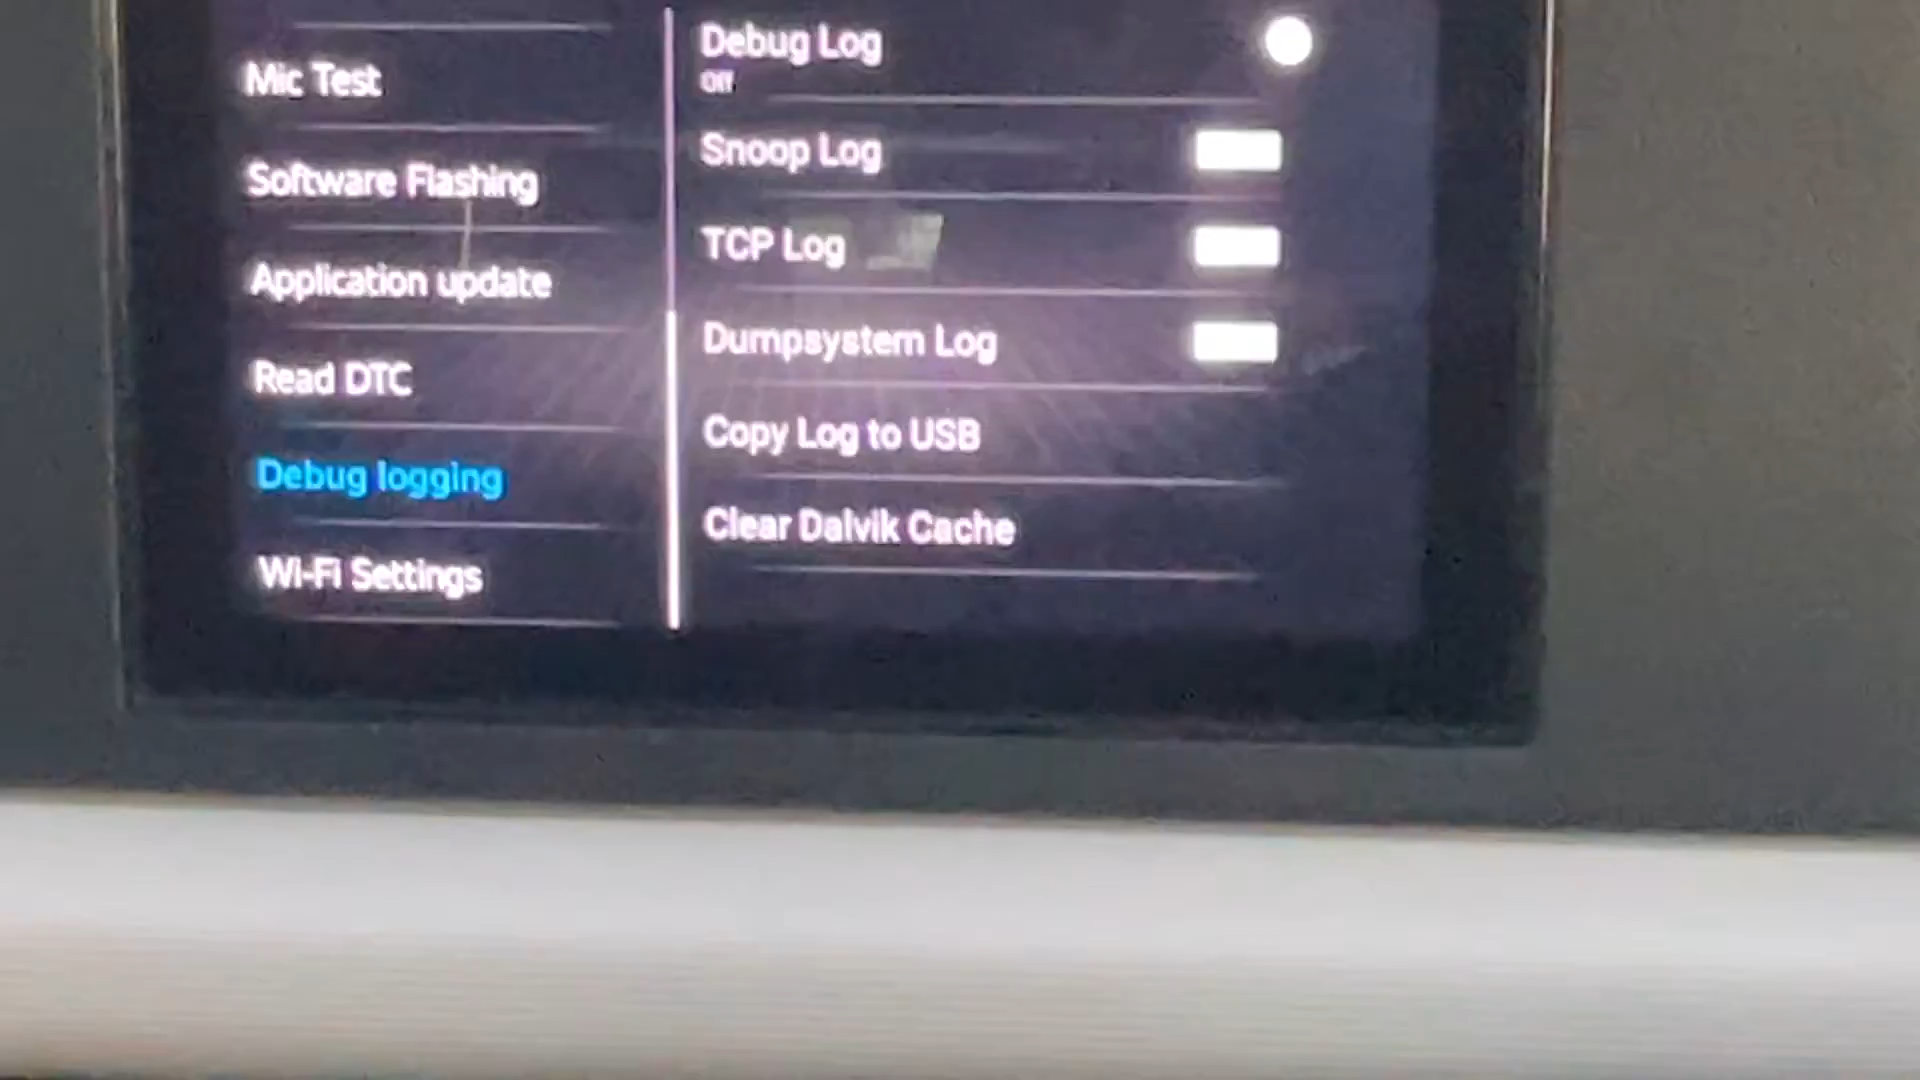 Mic Test
Software Flashing
Application update
Read DTC
Debug logging
Wi-Fi Settings
Debug Log
Off
Snoop Log
TCP Log
Dumpsystem Log
Copy Log to USB
Clear Dalvik Cache